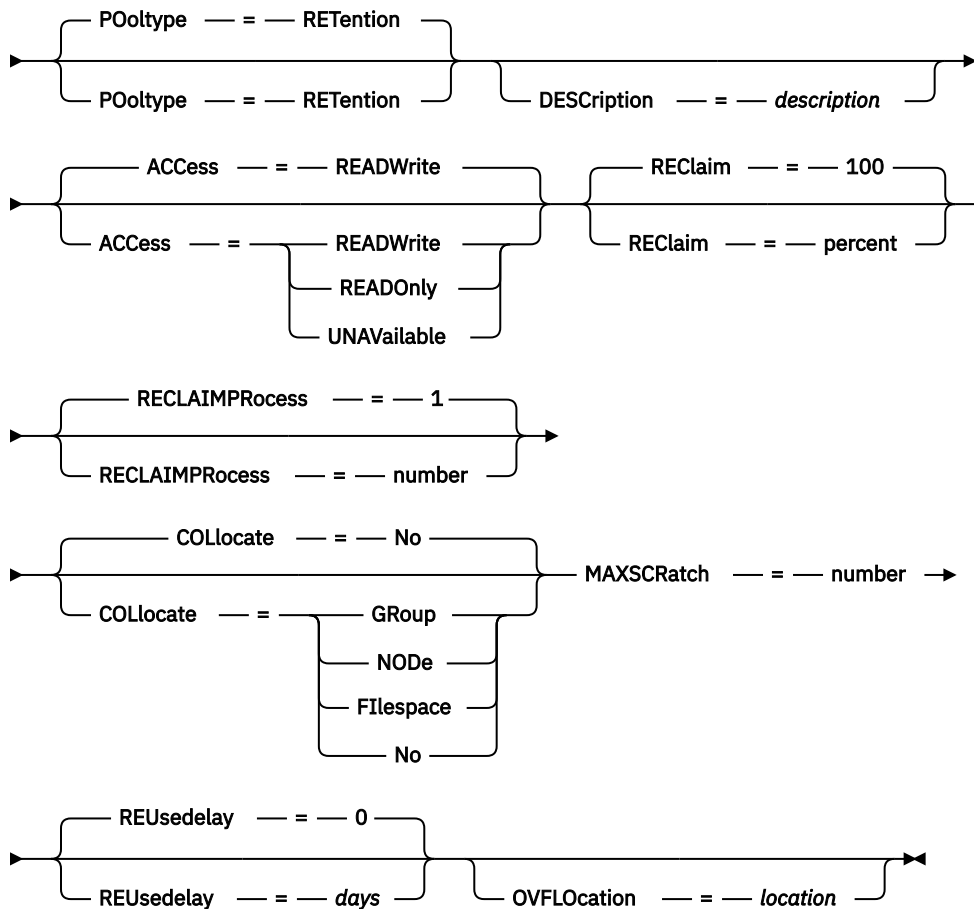 POoltype = RETention
POoltype = RETention
DESCription = description
ACCess = READWrite
ACCess = READWrite
READOnly
UNAVailable
REClaim = 100
REClaim = percent
RECLAIMPRocess = 1
RECLAIMPRocess = number
COLlocate = No
COLlocate = GRoup
NODe
FIlespace
No
MAXSCRatch = number
REUsedelay = 0
REUsedelay = days
OVFLOcation = location